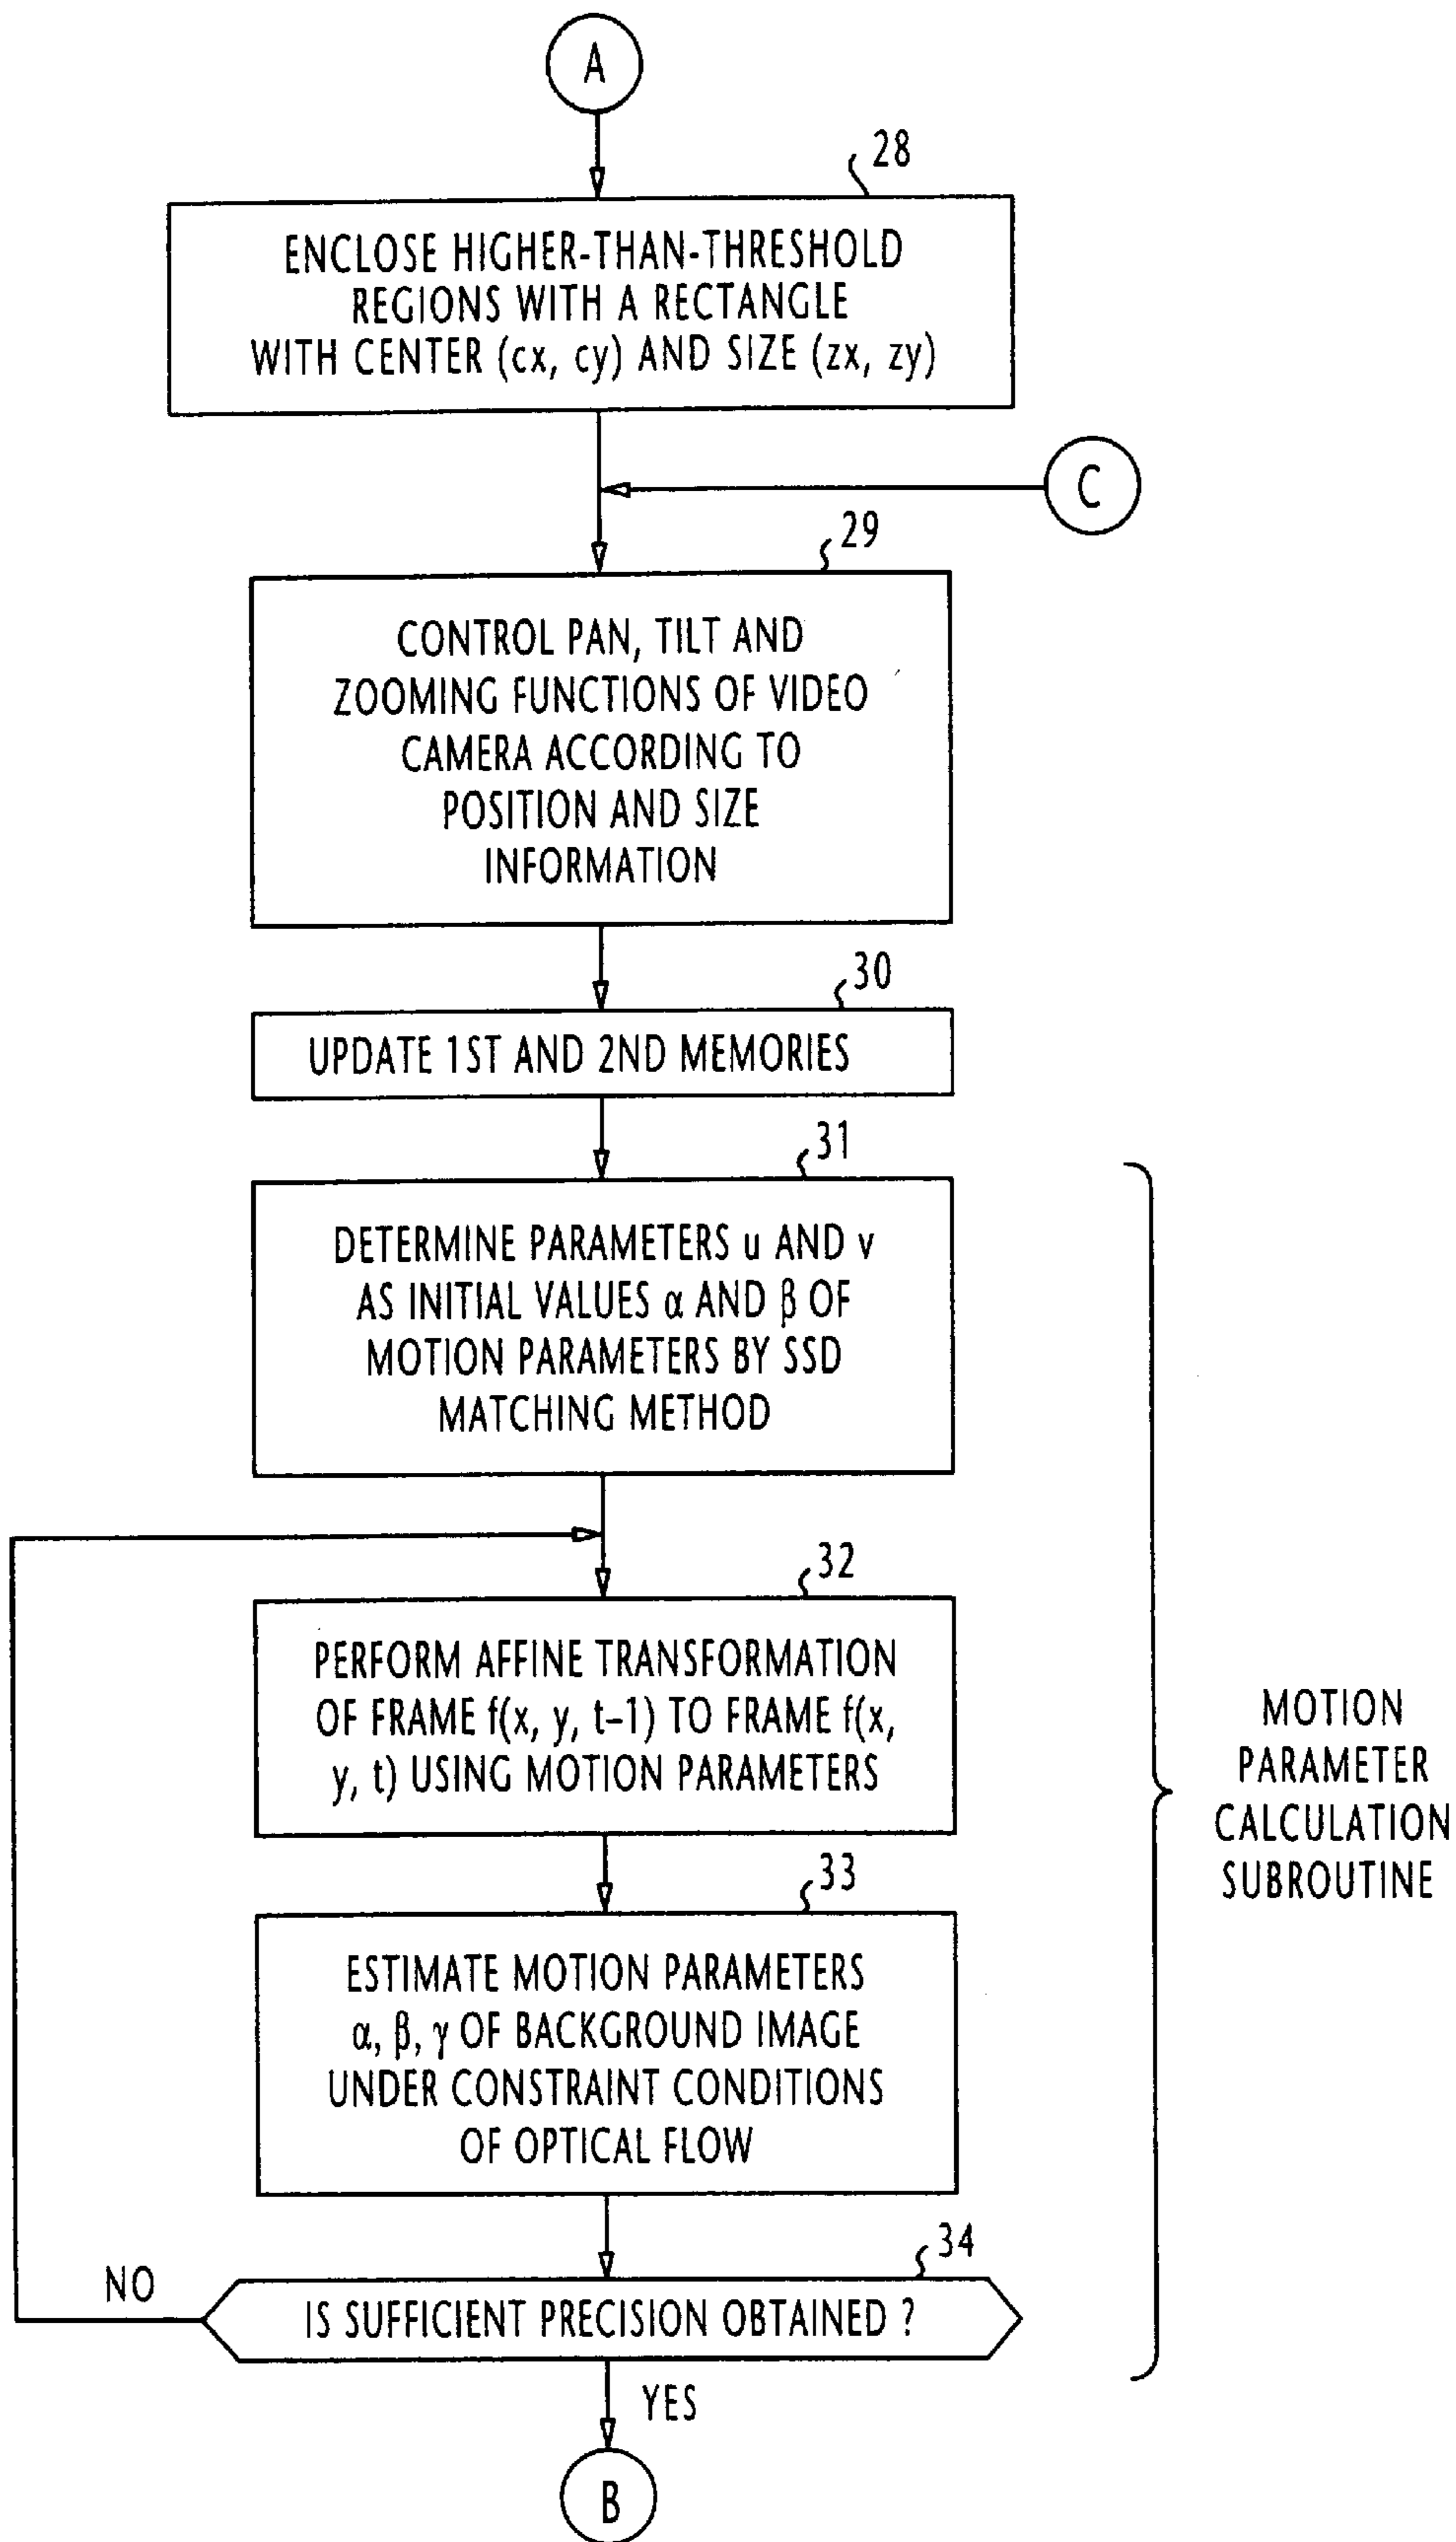 A
28
ENCLOSE HIGHER-THAN-THRESHOLD
REGIONS WITH A RECTANGLE
WITH CENTER (cx, cy) AND SIZE (zx, zy)
C
29
CONTROL PAN, TILT AND
ZOOMING FUNCTIONS OF VIDEO
CAMERA ACCORDING TO
POSITION AND SIZE
INFORMATION
30
UPDATE 1ST AND 2ND MEMORIES
31
DETERMINE PARAMETERS u AND v
AS INITIAL VALUES α AND β OF
MOTION PARAMETERS BY SSD
MATCHING METHOD
32
PERFORM AFFINE TRANSFORMATION
OF FRAME f(x, y, t–1) TO FRAME f(x,
y, t) USING MOTION PARAMETERS
MOTION
PARAMETER
CALCULATION
SUBROUTINE
33
ESTIMATE MOTION PARAMETERS
α, β, γ OF BACKGROUND IMAGE
UNDER CONSTRAINT CONDITIONS
OF OPTICAL FLOW
34
NO
IS SUFFICIENT PRECISION OBTAINED ?
YES
B